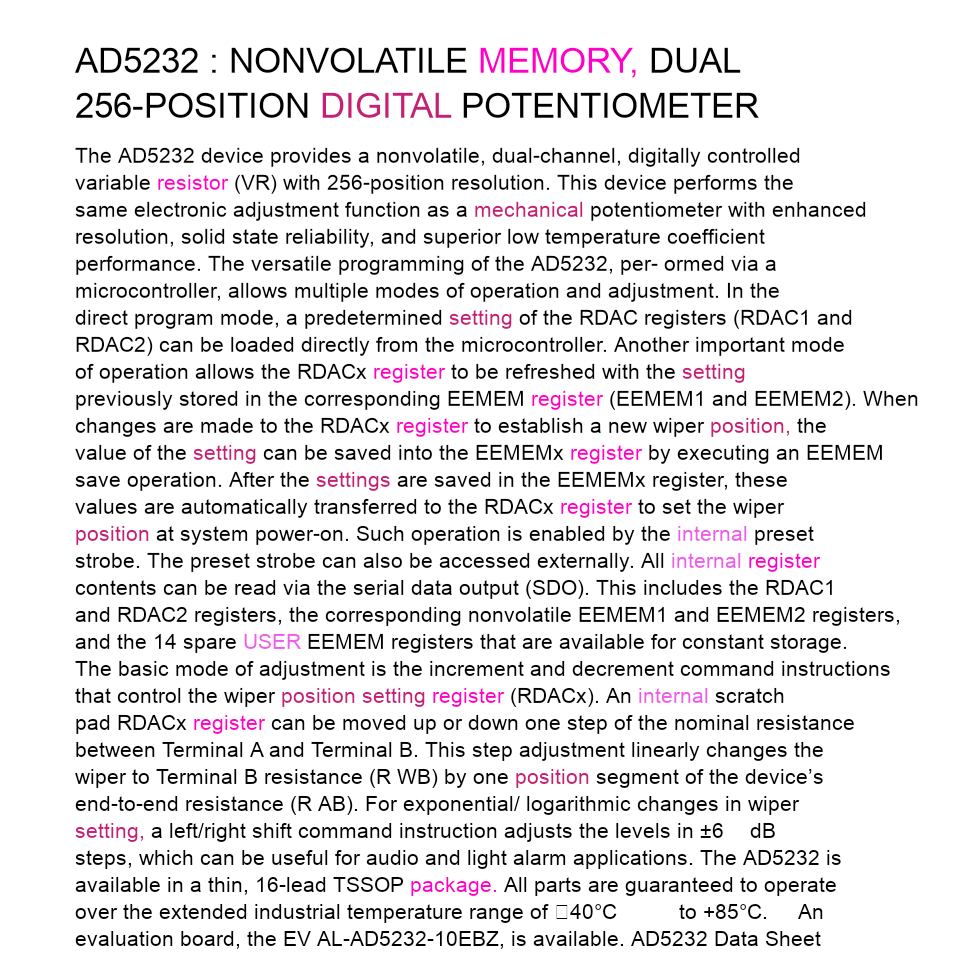 AD5232 : NONVOLATILE MEMORY, DUAL
256-POSITION DIGITAL POTENTIOMETER
The AD5232 device provides a nonvolatile, dual-channel, digitally controlled
variable resistor (VR) with 256-position resolution. This device performs the
same electronic adjustment function as a mechanical potentiometer with enhanced
resolution, solid state reliability, and superior low temperature coefficient
performance. The versatile programming of the AD5232, per- ormed via a
microcontroller, allows multiple modes of operation and adjustment. In the
direct program mode, a predetermined setting of the RDAC registers (RDAC1 and
RDAC2) can be loaded directly from the microcontroller. Another important mode
of operation allows the RDACx register to be refreshed with the setting
previously stored in the corresponding EEMEM register (EEMEM1 and EEMEM2). When
changes are made to the RDACx register to establish a new wiper position, the
value of the setting can be saved into the EEMEMx register by executing an EEMEM
save operation. After the settings are saved in the EEMEMx register, these
values are automatically transferred to the RDACx register to set the wiper
position at system power-on. Such operation is enabled by the internal preset
strobe. The preset strobe can also be accessed externally. All internal register
contents can be read via the serial data output (SDO). This includes the RDAC1
and RDAC2 registers, the corresponding nonvolatile EEMEM1 and EEMEM2 registers,
and the 14 spare USER EEMEM registers that are available for constant storage.
The basic mode of adjustment is the increment and decrement command instructions
that control the wiper position setting register (RDACx). An internal scratch
pad RDACx register can be moved up or down one step of the nominal resistance
between Terminal A and Terminal B. This step adjustment linearly changes the
wiper to Terminal B resistance (R WB) by one position segment of the device’s
end-to-end resistance (R AB). For exponential/ logarithmic changes in wiper
setting, a left/right shift command instruction adjusts the levels in ±6 dB
steps, which can be useful for audio and light alarm applications. The AD5232 is
available in a thin, 16-lead TSSOP package. All parts are guaranteed to operate
over the extended industrial temperature range of □40°C to +85°C. An
evaluation board, the EV AL-AD5232-10EBZ, is available. AD5232 Data Sheet